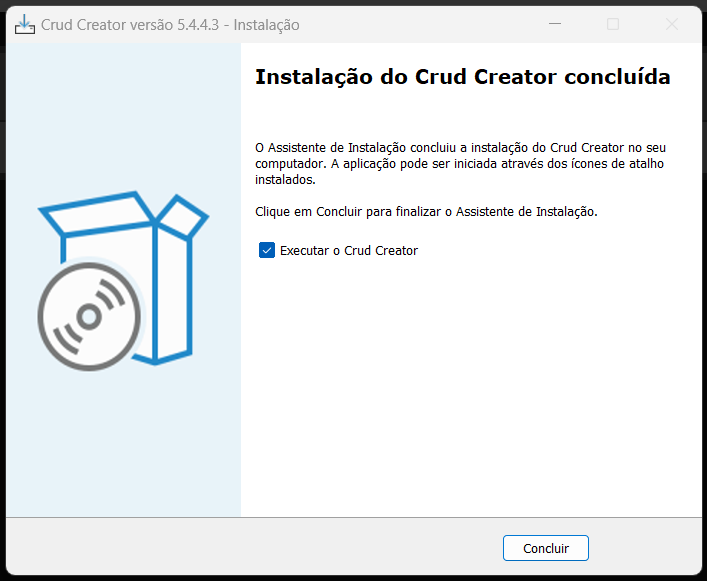 Crud Creator versão 5.4.4.3 - Instalação
Instalação do Crud Creator concluída
O Assistente de Instalação concluiu a instalação do Crud Creator no seu
computador. A aplicação pode ser iniciada através dos ícones de atalho
instalados.
Clique em Concluir para finalizar o Assistente de Instalação.
Executar o Crud Creator
Concluir